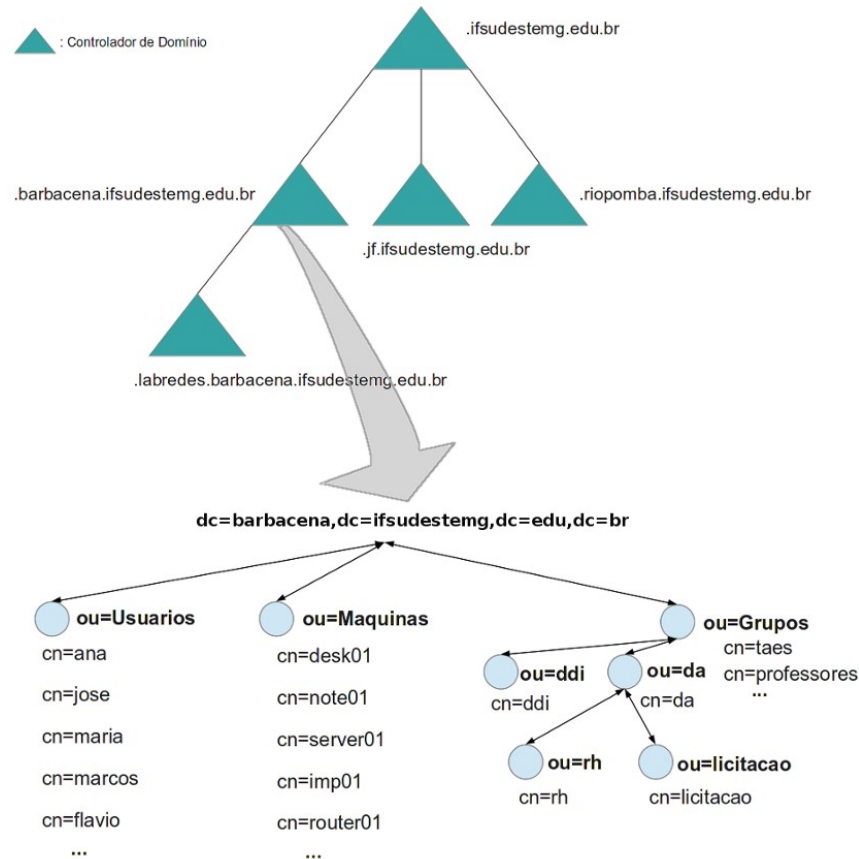 .ifsudestemg.edu.br
: Controlador de Domínio
.barbacena.ifsudestemg.edu.br
.riopomba.ifsudestemg.edu.br
.jf.ifsudestemg.edu.br
.labredes.barbacena.ifsudestemg.edu.br
dc=barbacena,dc=ifsudestemg,dc=edu,dc=br
ou=Usuarios
cn=ana
cn=jose
cn=maria
cn=marcos
cn=flavio
...
ou=Maquinas
cn=desk01
cn=note01
cn=server01
cn=imp01
cn=router01
...
ou=Grupos
cn=taes
cn=professores
...
ou=ddi
cn=ddi
ou=da
cn=da
ou=rh
cn=rh
ou=licitacao
cn=licitacao